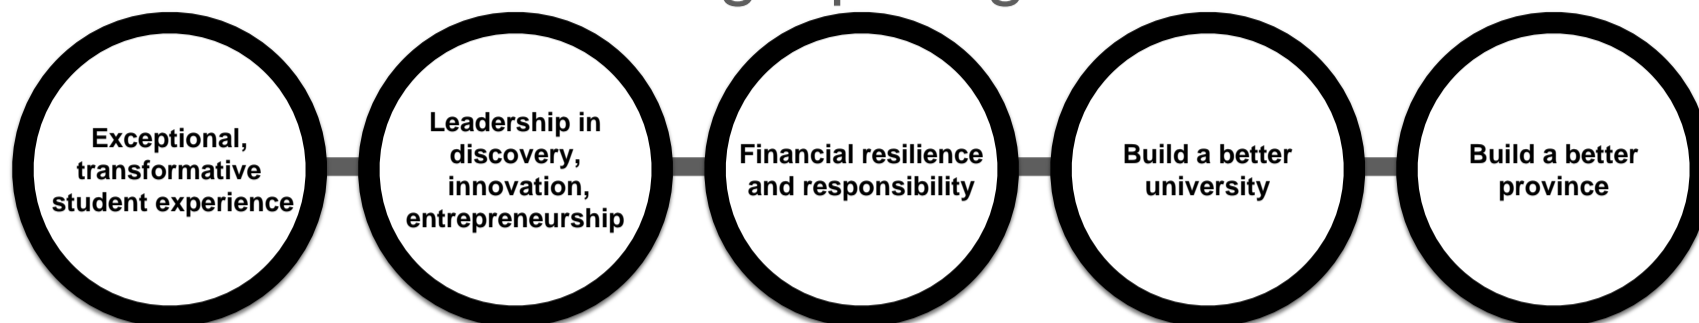 Exceptional,
transformative
student experience
Leadership in
discovery,
innovation,
entrepreneurship
Financial resilience
and responsibility
Build a better
university
Build a better
province